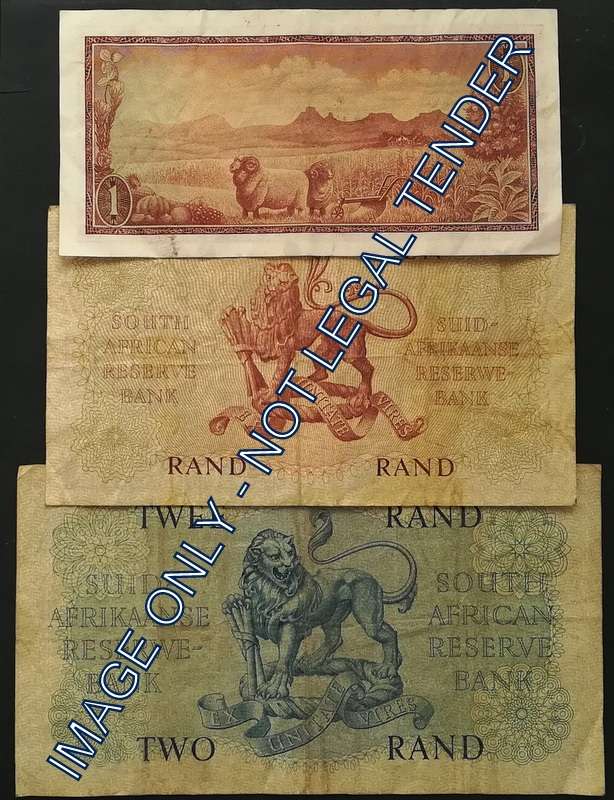 1
SOUTH
AFRICAN
RESERVE
BANK
SUID-
AFRIKAANSE
RESERWE-
BANK
UNITATE VIRES
RAND RAND
TWEE RAND
SUID-
AFRIKAANSE
RESERWE-
BANK
SOUTH
AFRICAN
RESERVE
BANK
EX UNITATE VIRES
TWO RAND
IMAGE ONLY - NOT LEGAL TENDER